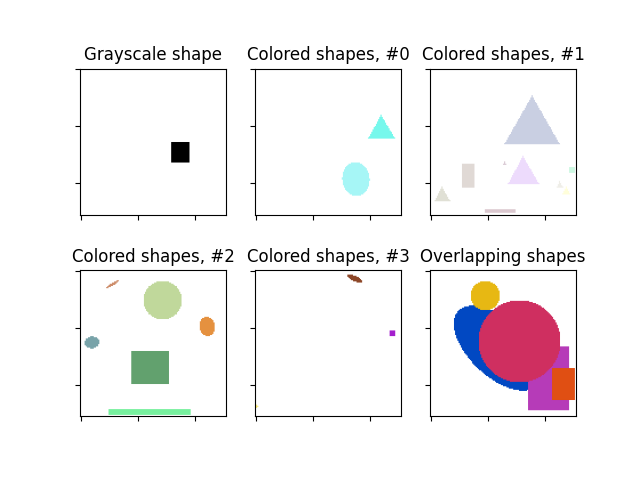 Grayscale shape
Colored shapes, #0
Colored shapes, #1
Colored shapes, #2
Colored shapes, #3
Overlapping shapes